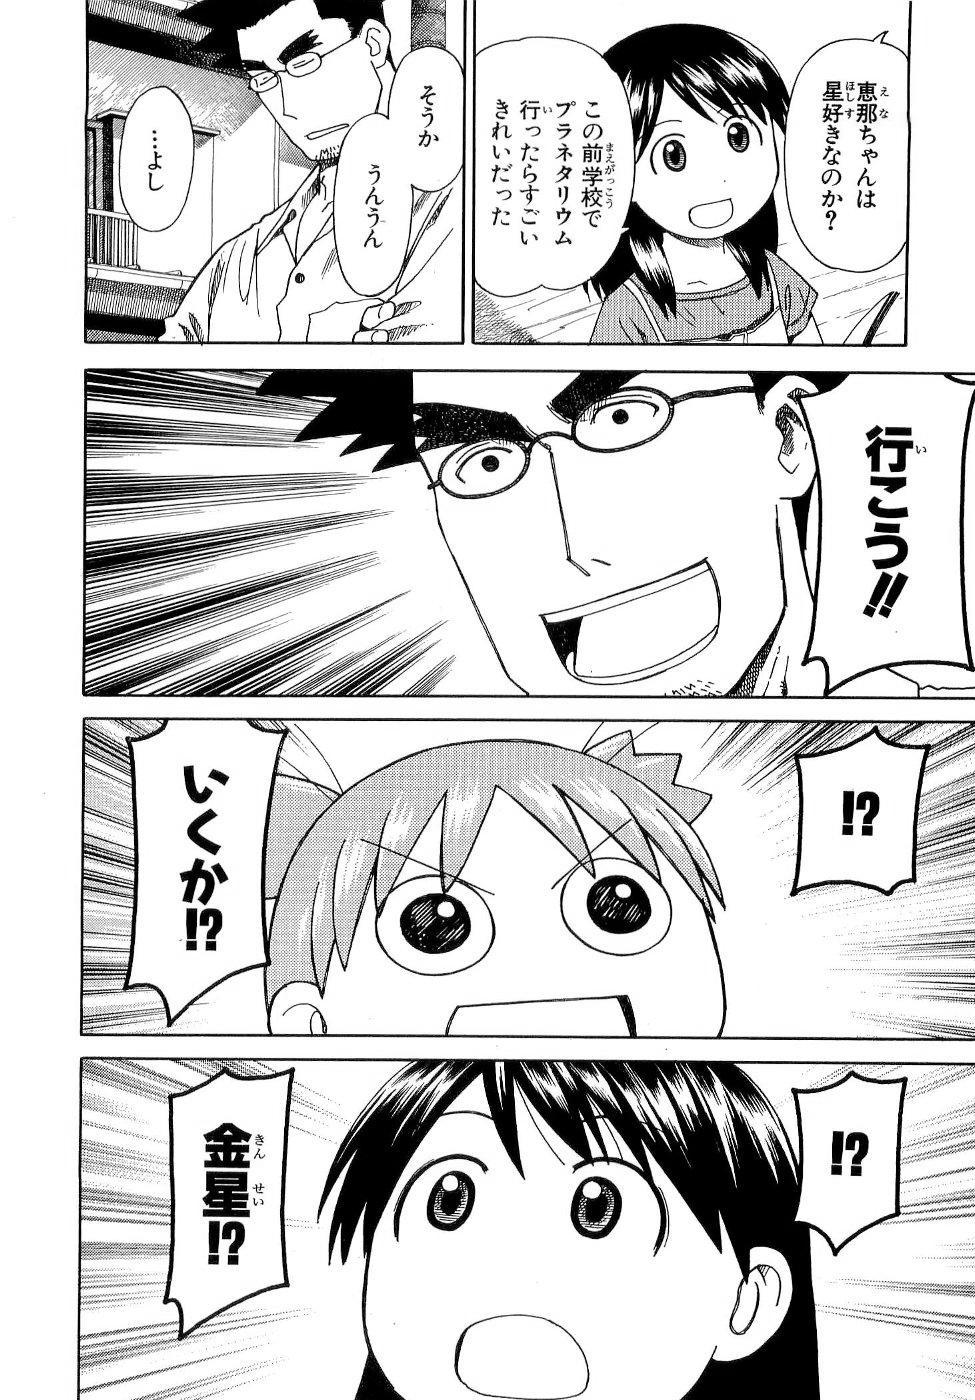 恵那ちゃんは
星好きなのか？
この前学校で
プラネタリウム
行ったらすごい
きれいだった
そうか
うんうん
…よし
行こう!!
!?
いくか!?
!?
金星!?